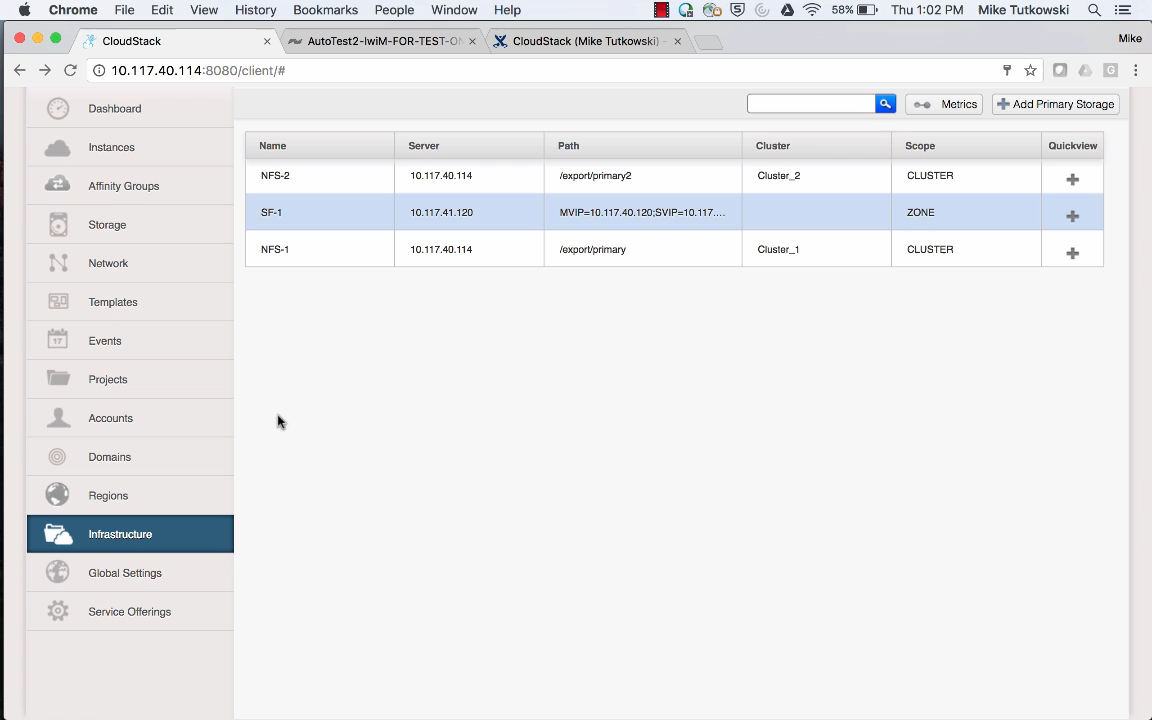 Chrome File Edit View History Bookmarks People Window Help 58% Thu 1:02 PM Mike Tutkowski
CloudStack AutoTest2-IwiM-FOR-TEST-O CloudStack (Mike Tutkowski) - Mike
10.117.40.114:8080/client/#
Metrics Add Primary Storage
Dashboard
Instances
Affinity Groups
Storage
Network
Templates
Events
Projects
Accounts
Domains
Regions
Infrastructure
Global Settings
Service Offerings
Name Server Path Cluster Scope Quickview
NFS-2 10.117.40.114 /export/primary2 Cluster_2 CLUSTER
SF-1 10.117.41.120 MVIP=10.117.40.120;SVIP=10.117.... ZONE
NFS-1 10.117.40.114 /export/primary Cluster_1 CLUSTER